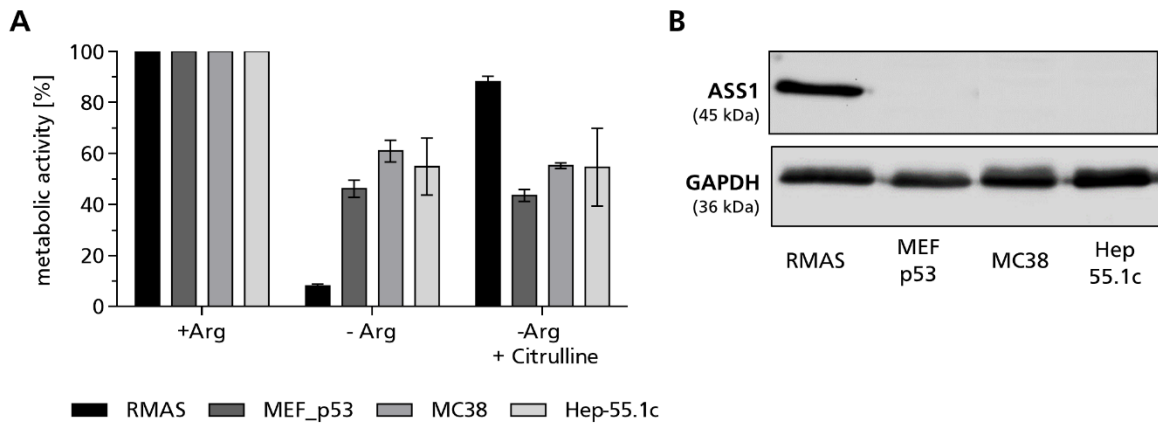 A
metabolic activity [%]
100
80
60
40
20
0
+Arg
- Arg
-Arg
+ Citrulline
RMAS
MEF_p53
MC38
Hep-55.1c
B
ASS1
(45 kDa)
GAPDH
(36 kDa)
RMAS
MEF
p53
MC38
Hep
55.1c